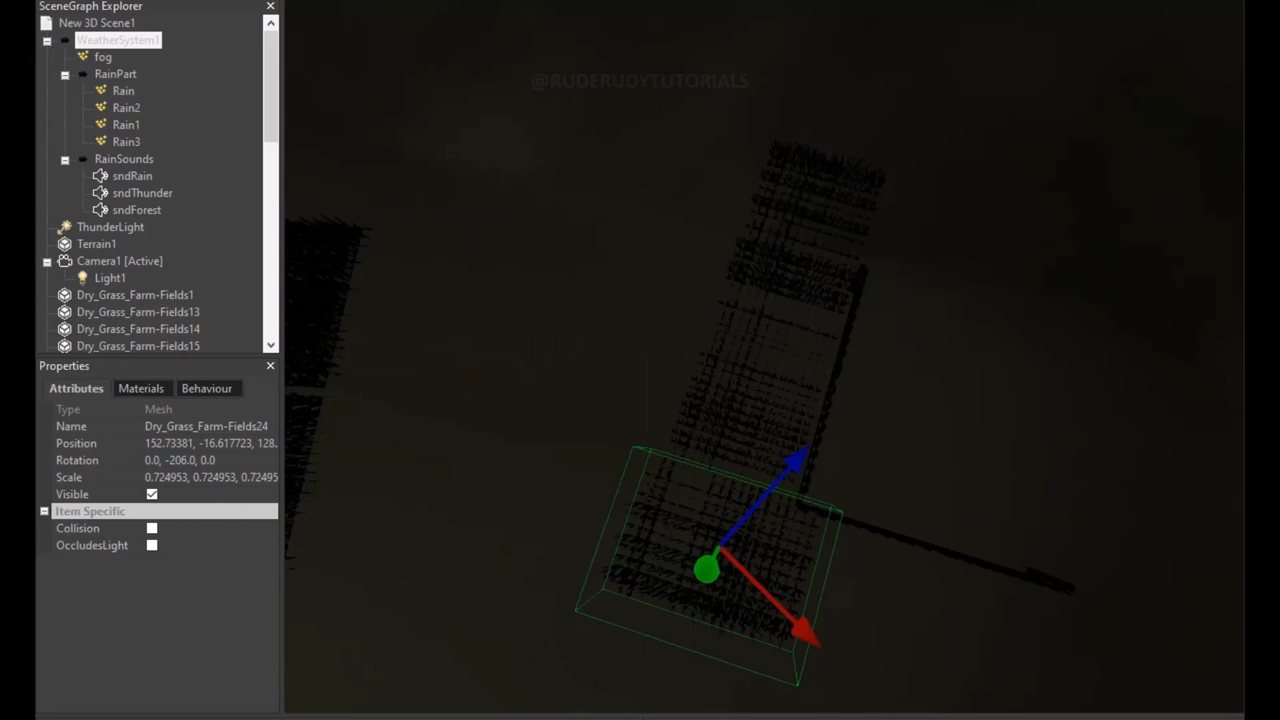 SceneGraph Explorer
New 3D Scene1
WeatherSystem1
fog
RainPart
Rain
Rain2
Rain1
Rain3
RainSounds
sndRain
sndThunder
sndForest
ThunderLight
Terrain1
Camera1 [Active]
Light1
Dry_Grass_Farm-Fields1
Dry_Grass_Farm-Fields13
Dry_Grass_Farm-Fields14
Dry_Grass_Farm-Fields15
Properties
Attributes Materials Behaviour
Type Mesh
Name Dry_Grass_Farm-Fields24
Position 152.73381, -16.617723, 128.
Rotation 0.0, -206.0, 0.0
Scale 0.724953, 0.724953, 0.72495
Visible
Item Specific
Collision
OccludesLight
@RUDERUDYTUTORIALS